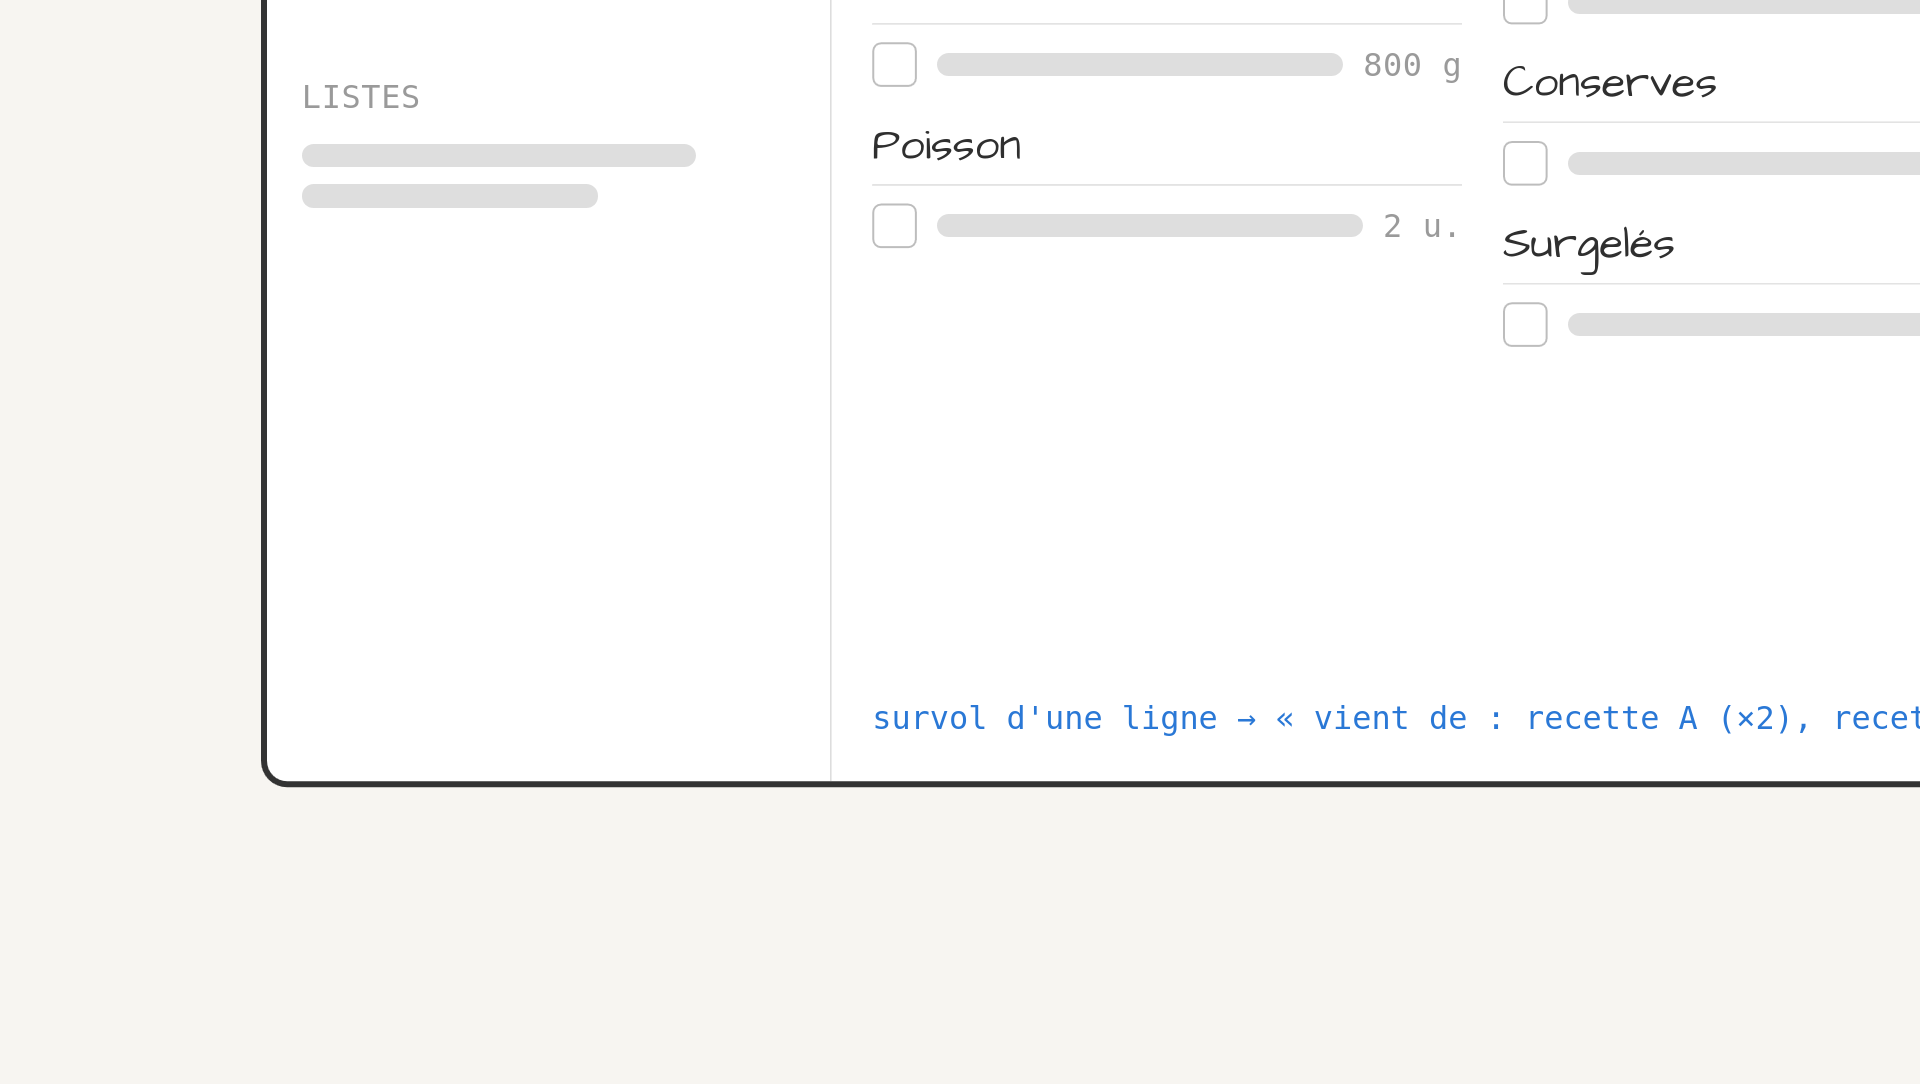 LISTES
800 g
Poisson
2 u.
Conserves
Surgelés
survol d'une ligne → « vient de : recette A (×2), recet